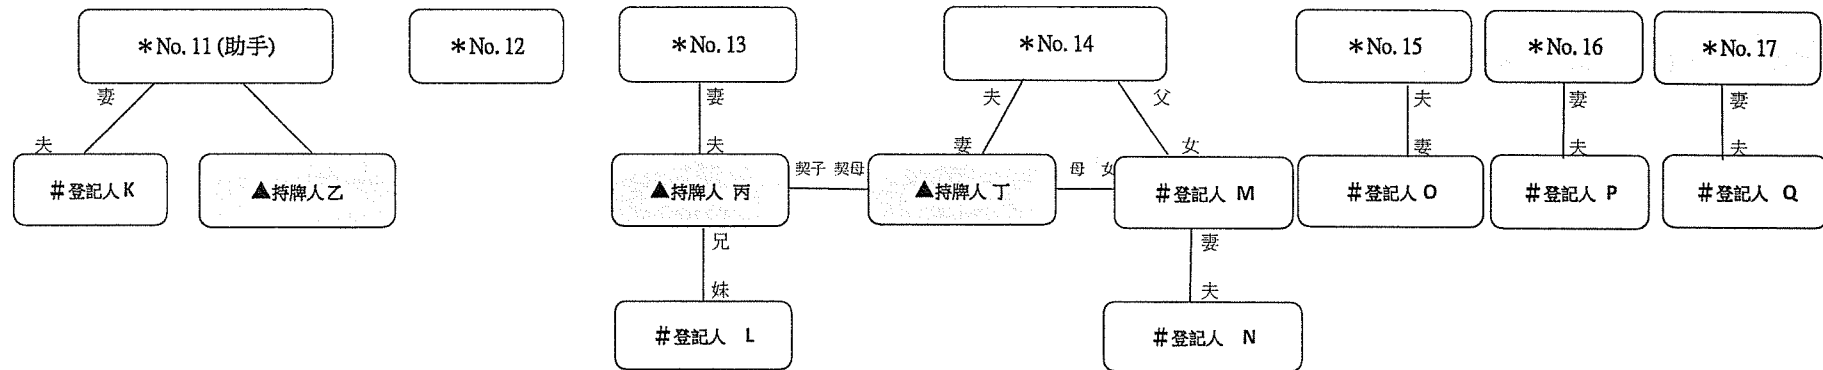 *No. 11 (助手)
*No. 12
*No. 13
*No. 14
*No. 15
*No. 16
*No. 17
妻
妻
夫
父
夫
妻
妻
夫
夫
妻
女
妻
夫
夫
#登記人 K
▲持牌人乙
▲持牌人 丙
契子 契母
▲持牌人 丁
母 女
#登記人 M
#登記人 O
#登記人 P
#登記人 Q
兄
妻
妹
夫
#登記人 L
#登記人 N